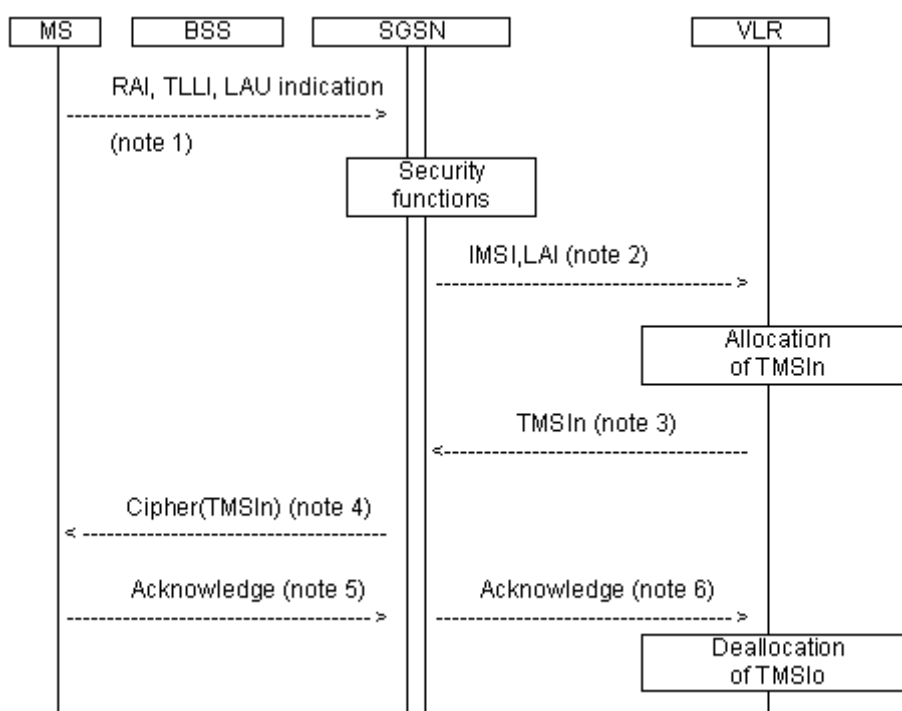 MS BSS SGSN VLR
RAI, TLLI, LAU indication
(note 1)
Security
functions
IMSI,LAI (note 2)
Allocation
of TMSIn
TMSIn (note 3)
Cipher(TMSIn) (note 4)
Acknowledge (note 5) Acknowledge (note 6)
Deallocation
of TMSIo